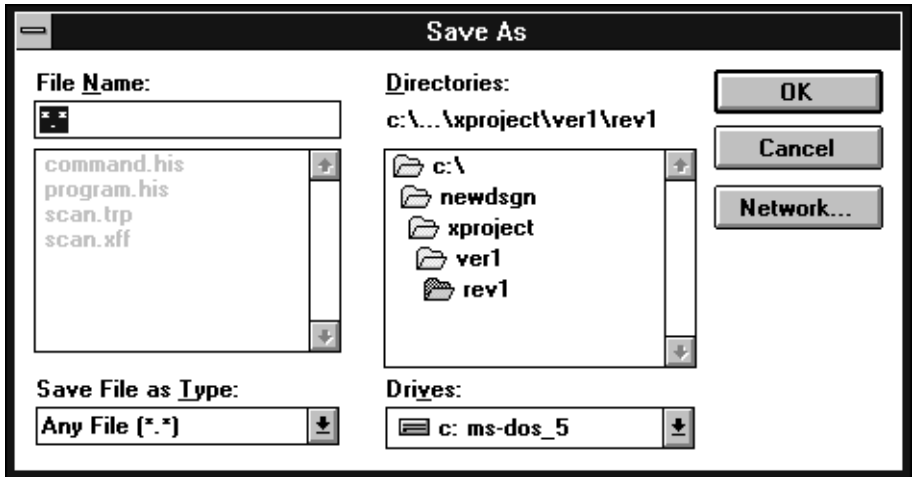 Save As
File Name:
*.*
command.his
program.his
scan.trp
scan.xff
Save File as Type:
Any File (*.*)
Directories:
c:\...\xproject\ver1\rev1
c:\
newdsgn
xproject
ver1
rev1
Drives:
c: ms-dos_5
OK
Cancel
Network...